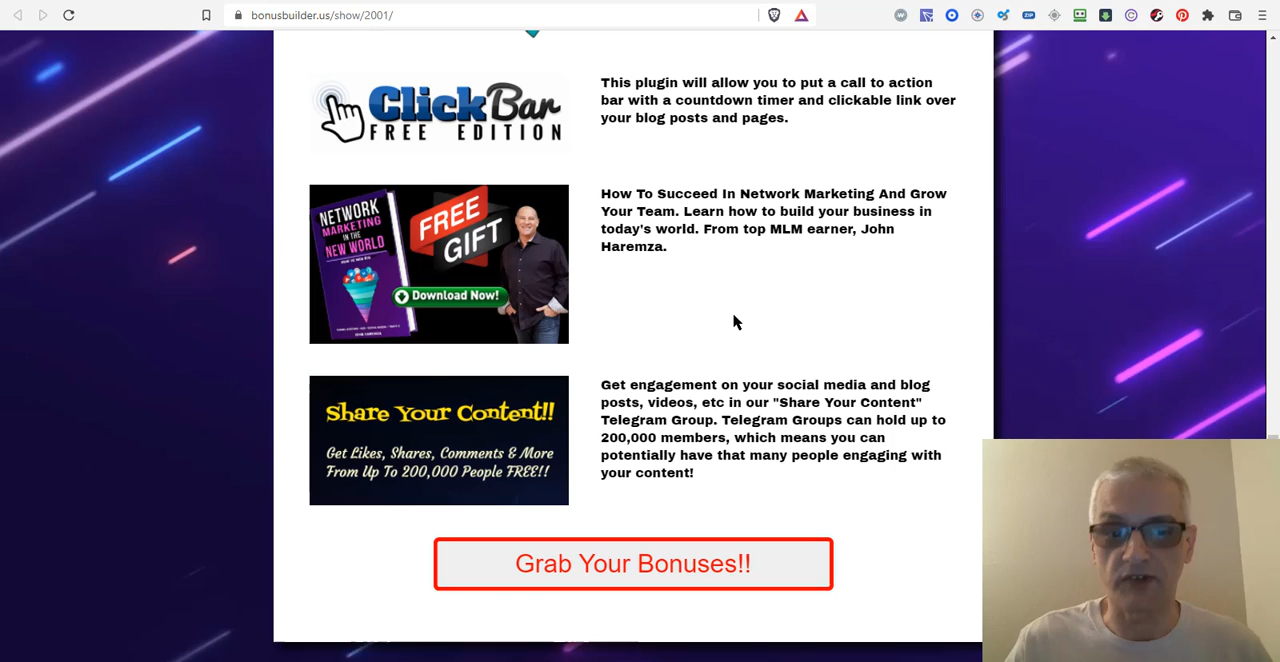 bonusbuilder.us/show/2001/
ZIP
ClickBar
FREE EDITION
This plugin will allow you to put a call to action
bar with a countdown timer and clickable link over
your blog posts and pages.
NETWORK
MARKETING
IN THE
NEW WORLD
FREE
GIFT
Download Now!
How To Succeed In Network Marketing And Grow
Your Team. Learn how to build your business in
today's world. From top MLM earner, John
Haremza.
Share Your Content!!
Get Likes, Shares, Comments & More
From Up To 200,000 People FREE!!
Get engagement on your social media and blog
posts, videos, etc in our "Share Your Content"
Telegram Group. Telegram Groups can hold up to
200,000 members, which means you can
potentially have that many people engaging with
your content!
Grab Your Bonuses!!